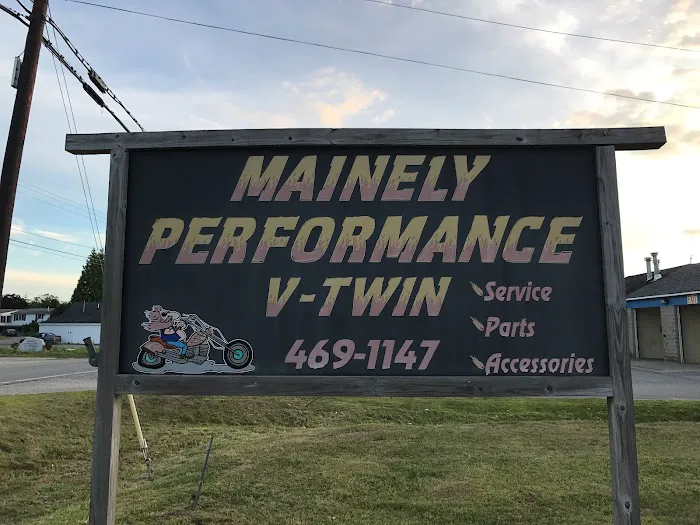 MAINELY
PERFORMANCE
V-TWIN
Service
Parts
Accessories
469-1147